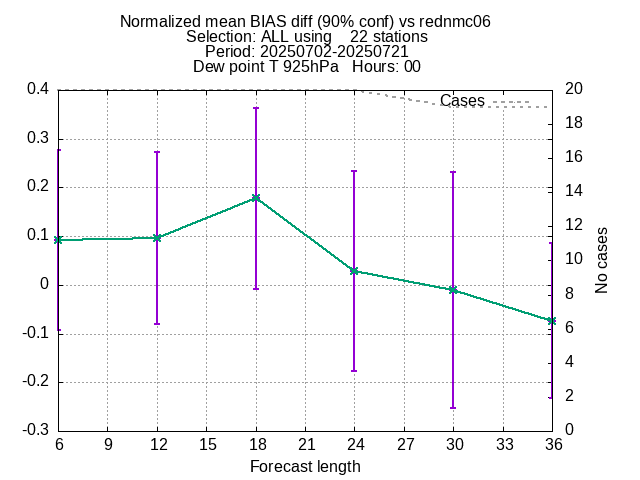 Normalized mean BIAS diff (90% conf) vs rednmc06
Selection: ALL using    22 stations
Period: 20250702-20250721
Dew point T 925hPa   Hours: 00
Cases
0.4
0.3
0.2
0.1
0
-0.1
-0.2
-0.3
20
18
16
14
12
10
8
6
4
2
0
No cases
6 9 12 15 18 21 24 27 30 33 36
Forecast length